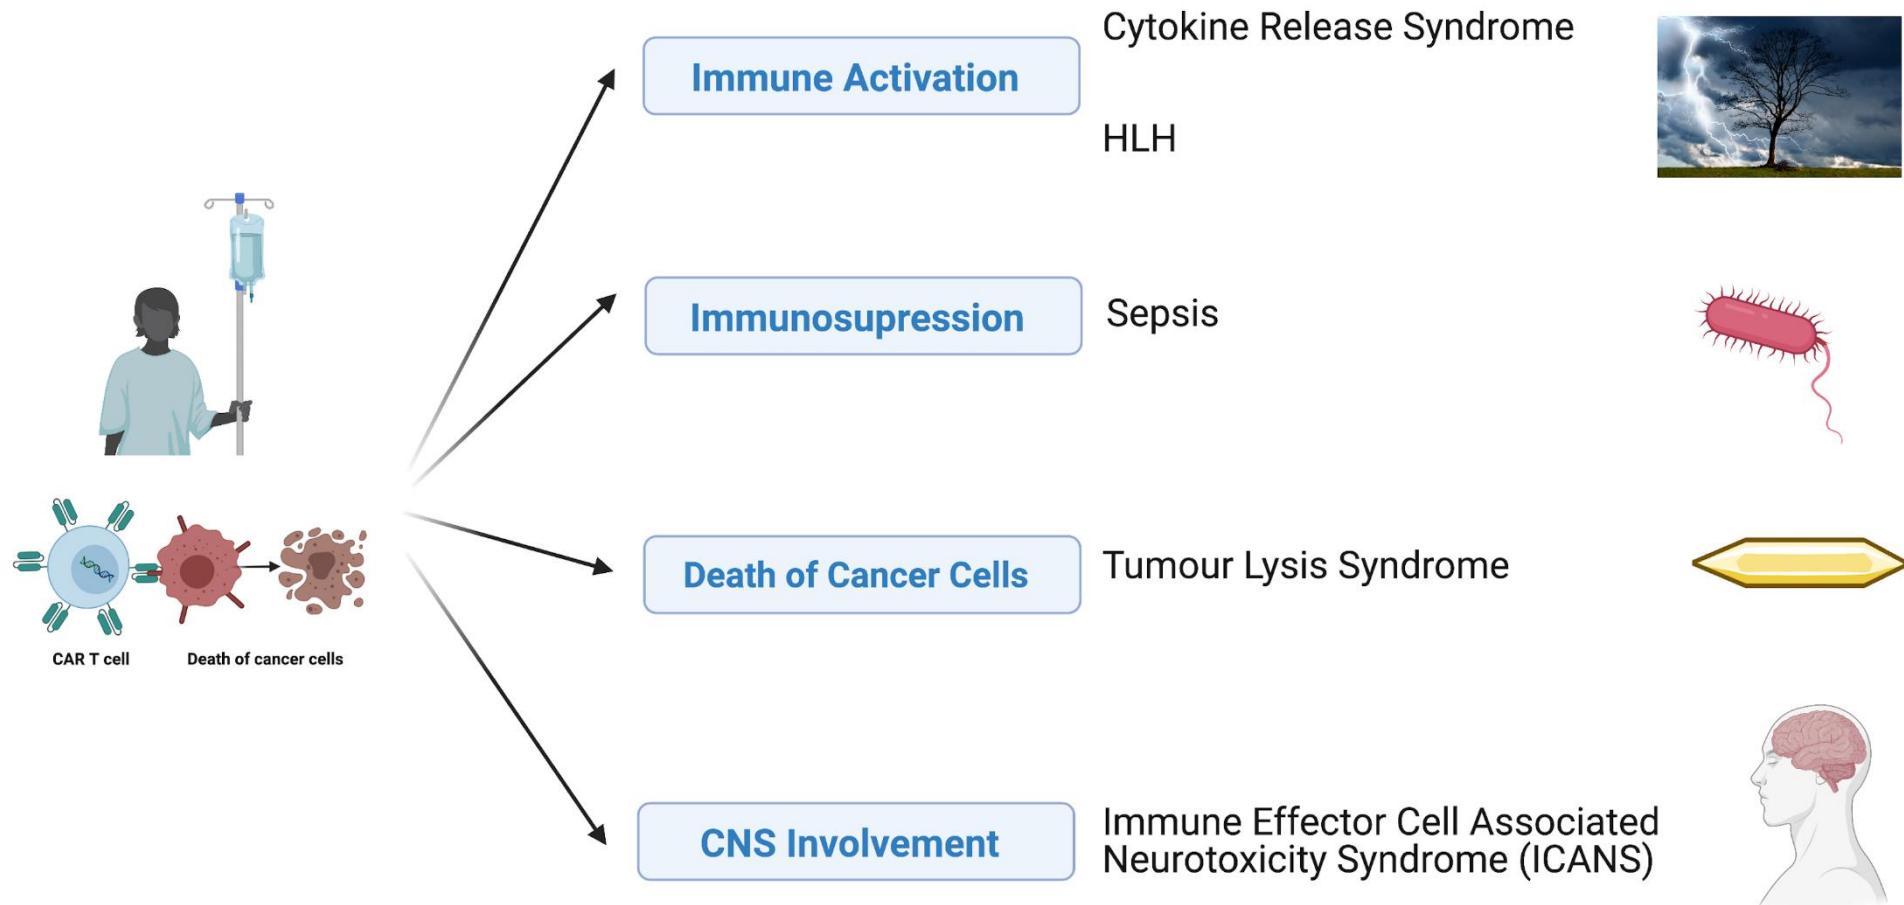 Immune Activation
Cytokine Release Syndrome
HLH
Immunosupression
Sepsis
Death of Cancer Cells
Tumour Lysis Syndrome
CAR T cell
Death of cancer cells
CNS Involvement
Immune Effector Cell Associated
Neurotoxicity Syndrome (ICANS)